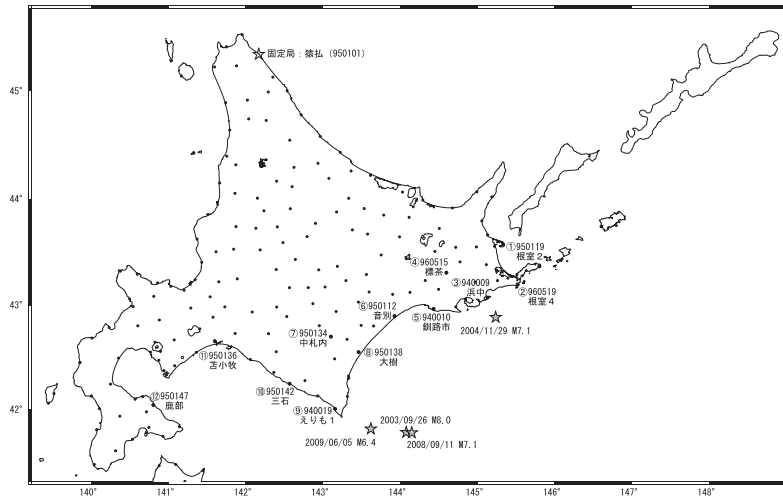 ☆固定局：猿払 (950101)
45°
44°
①950119
根室２
④960515
標茶
③940009
浜中
②960519
根室４
43°
⑥950112
音別
⑤940010
釧路市
2004/11/29 M7.1
⑦950134
中札内
⑧950138
大樹
⑪950136
苫小牧
⑫950147
鹿部
⑩950142
三石
42°
⑨940019
えりも１
2003/09/26 M8.0
2009/06/05 M6.4
2008/09/11 M7.1
140° 141° 142° 143° 144° 145° 146° 147° 148°